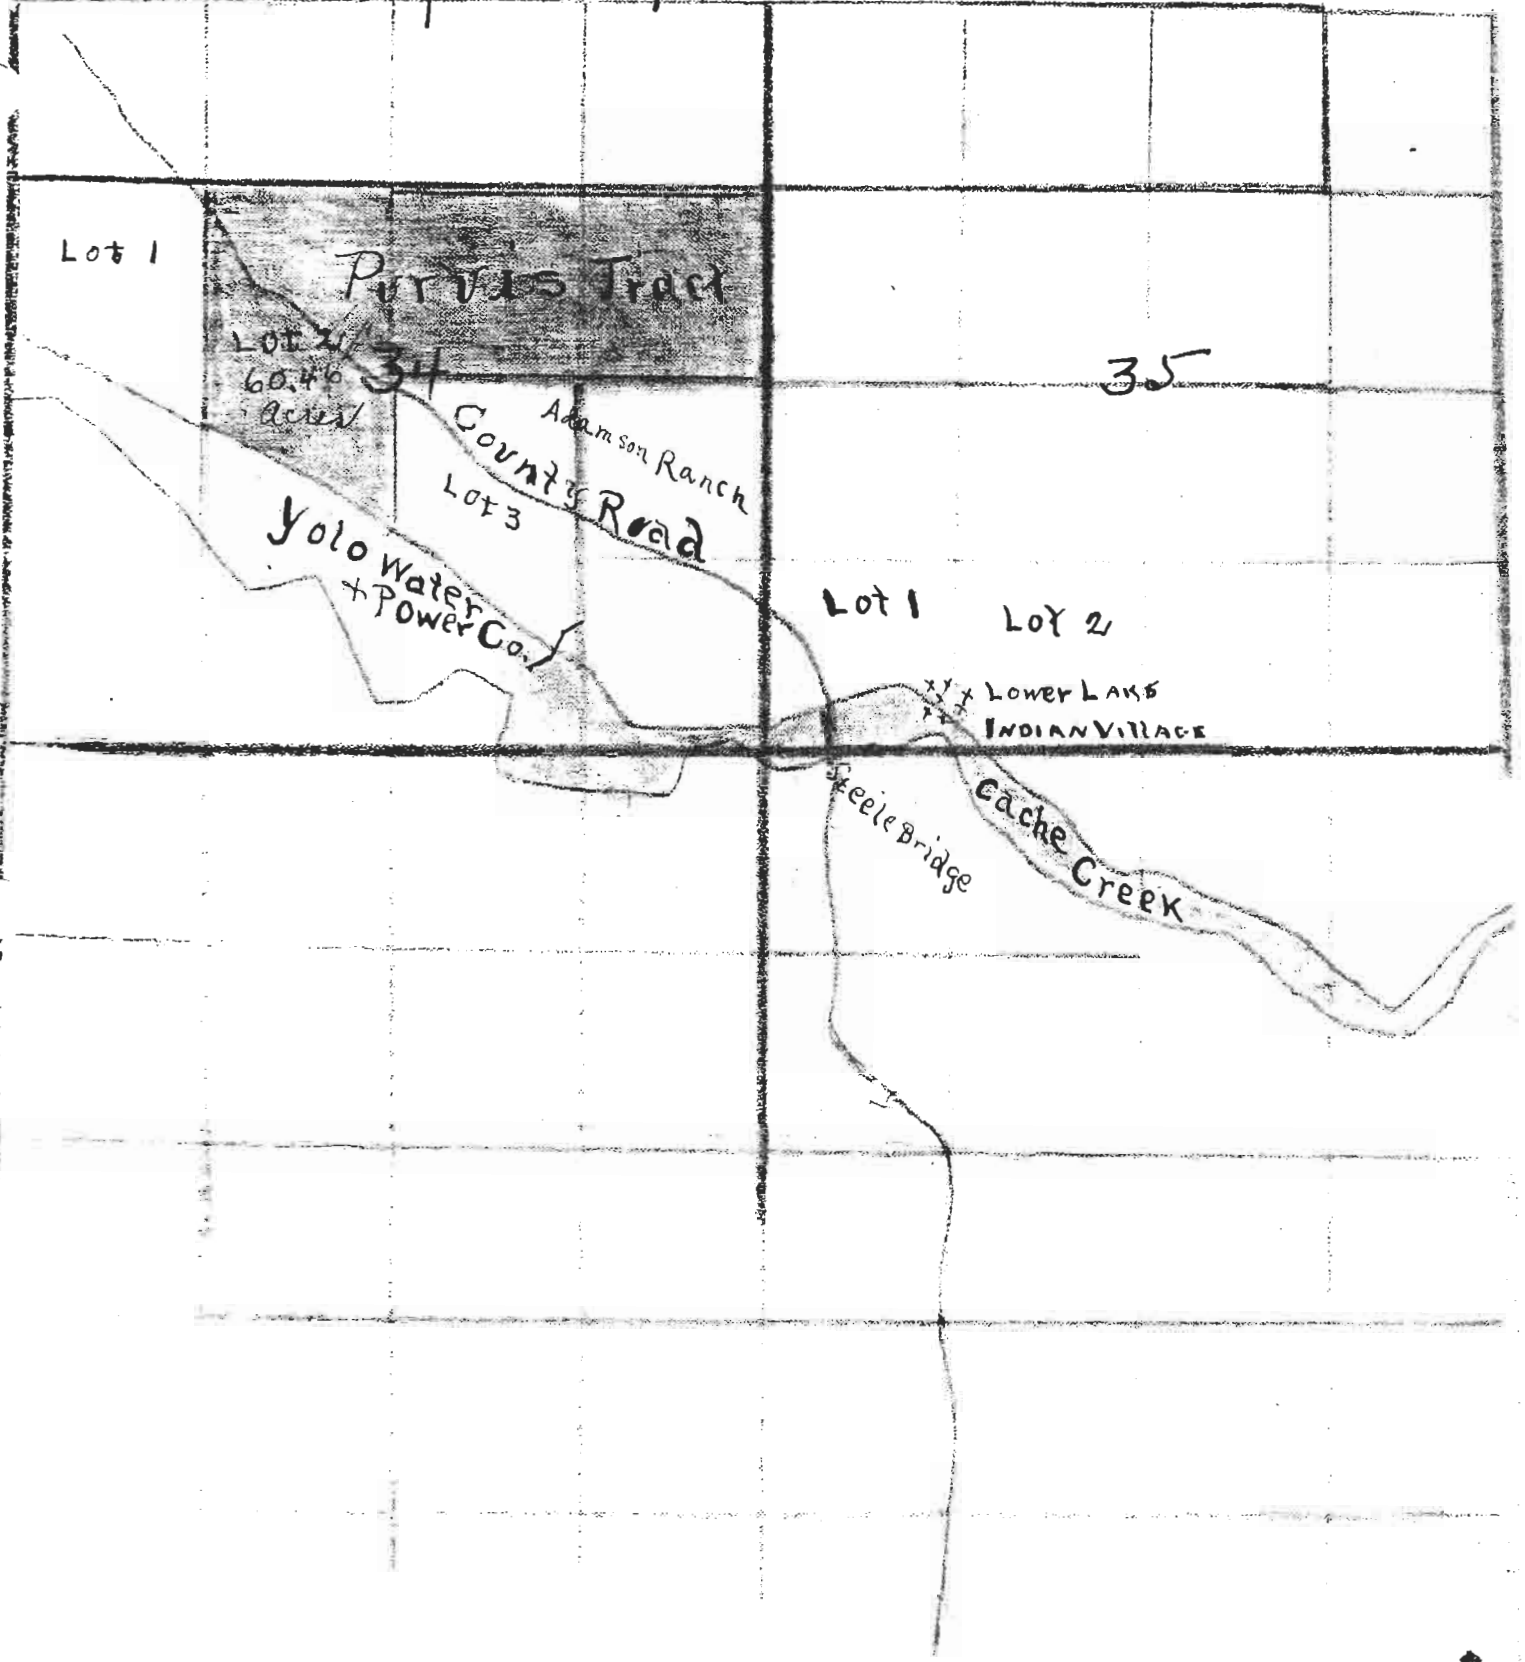 Lot 1
Purvis Tract
Lot 2
60.46
acres
34
35
Adamson Ranch
County Road
Lot 3
Yolo Water
+ Power Co.
Lot 1
Lot 2
Lower Lake
Indian Village
Steele Bridge
Cache Creek